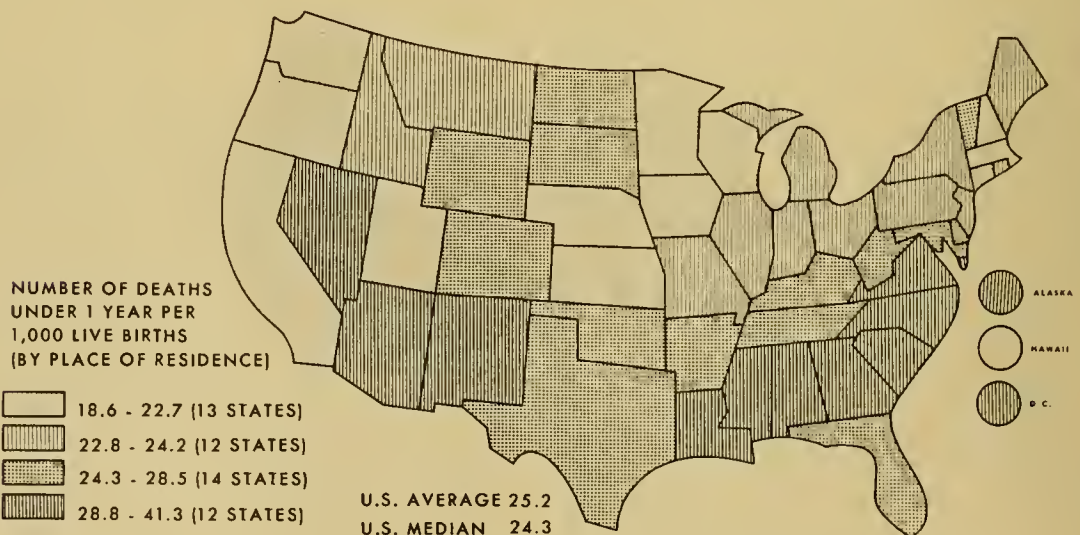 NUMBER OF DEATHS
UNDER 1 YEAR PER
1,000 LIVE BIRTHS
(BY PLACE OF RESIDENCE)
18.6 - 22.7 (13 STATES)
22.8 - 24.2 (12 STATES)
24.3 - 28.5 (14 STATES)
28.8 - 41.3 (12 STATES)
U.S. AVERAGE 25.2
U.S. MEDIAN 24.3
ALASKA
HAWAII
D C.